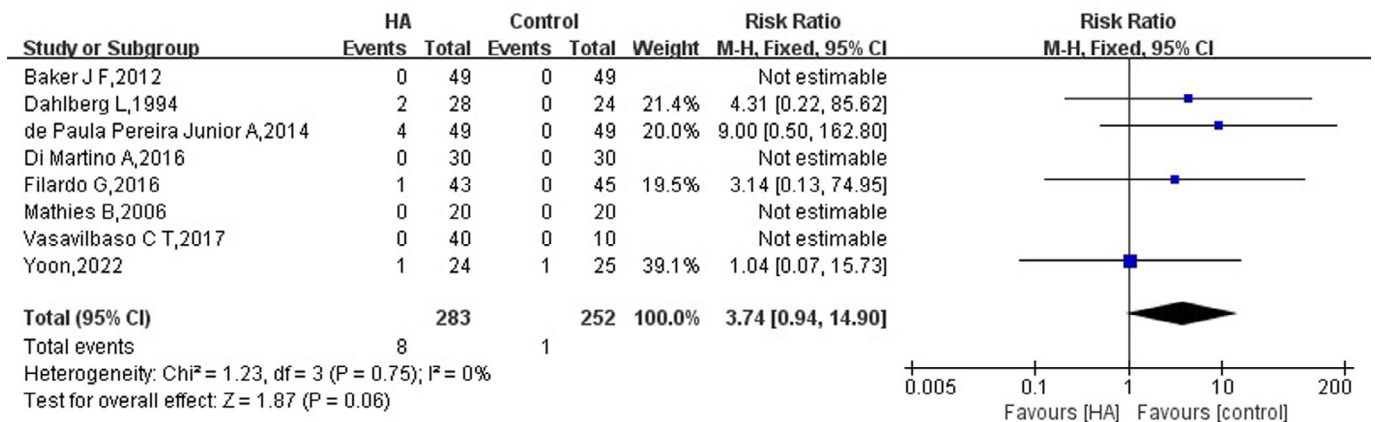 HA Control Risk Ratio Risk Ratio
Study or Subgroup Events Total Events Total Weight M-H, Fixed, 95% CI M-H, Fixed, 95% CI
Baker J F,2012 0 49 0 49 Not estimable
Dahlberg L,1994 2 28 0 24 21.4% 4.31 [0.22, 85.62]
de Paula Pereira Junior A,2014 4 49 0 49 20.0% 9.00 [0.50, 162.80]
Di Martino A,2016 0 30 0 30 Not estimable
Filardo G,2016 1 43 0 45 19.5% 3.14 [0.13, 74.95]
Mathies B,2006 0 20 0 20 Not estimable
Vasavilbaso C T,2017 0 40 0 10 Not estimable
Yoon,2022 1 24 1 25 39.1% 1.04 [0.07, 15.73]
Total (95% CI) 283 252 100.0% 3.74 [0.94, 14.90]
Total events 8 1
Heterogeneity: Chi² = 1.23, df = 3 (P = 0.75); I² = 0%
Test for overall effect: Z = 1.87 (P = 0.06)
0.005 0.1 1 10 200
Favours [HA] Favours [control]